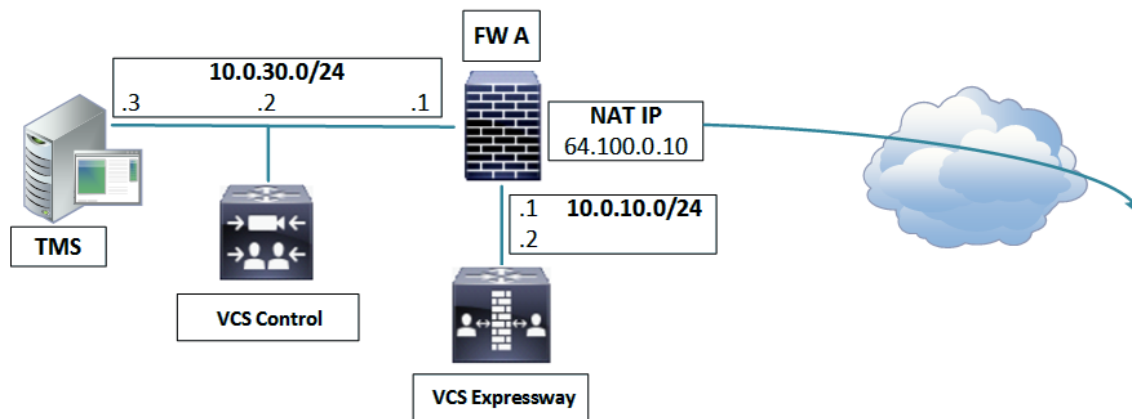 FW A
10.0.30.0/24
.3 .2 .1
NAT IP
64.100.0.10
.1 10.0.10.0/24
.2
TMS
VCS Control
VCS Expressway